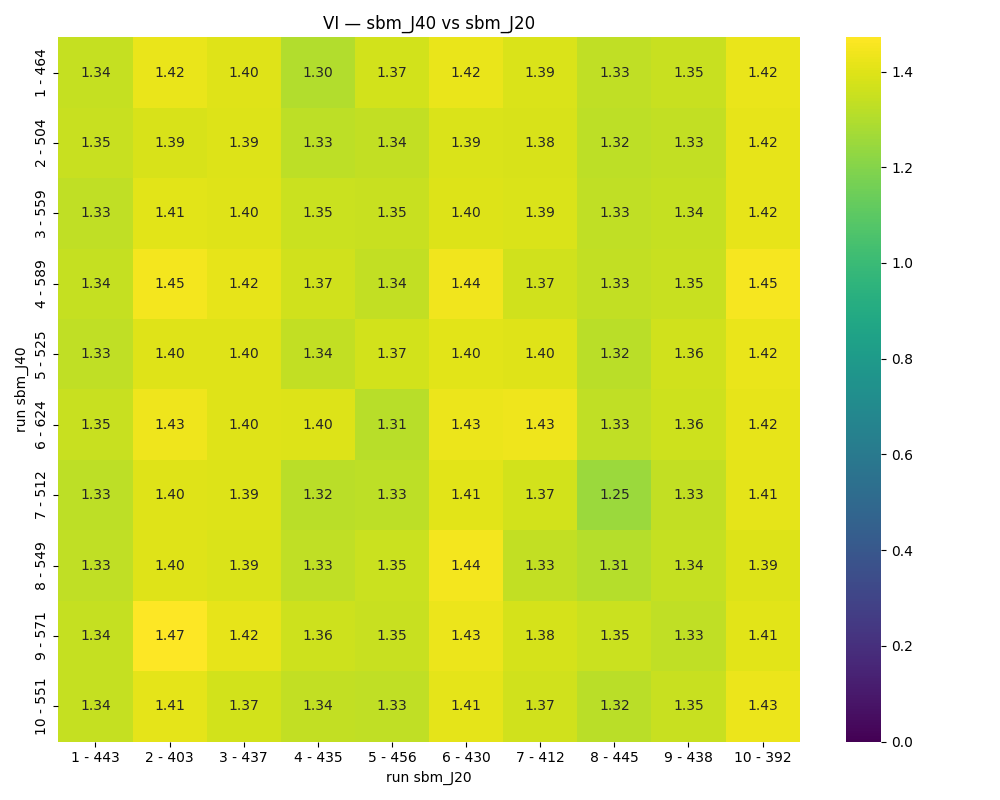 VI — sbm_J40 vs sbm_J20
1 - 464 1.34 1.42 1.40 1.30 1.37 1.42 1.39 1.33 1.35 1.42
2 - 504 1.35 1.39 1.39 1.33 1.34 1.39 1.38 1.32 1.33 1.42
3 - 559 1.33 1.41 1.40 1.35 1.35 1.40 1.39 1.33 1.34 1.42
4 - 589 1.34 1.45 1.42 1.37 1.34 1.44 1.37 1.33 1.35 1.45
5 - 525 1.33 1.40 1.40 1.34 1.37 1.40 1.40 1.32 1.36 1.42
6 - 624 1.35 1.43 1.40 1.40 1.31 1.43 1.43 1.33 1.36 1.42
7 - 512 1.33 1.40 1.39 1.32 1.33 1.41 1.37 1.25 1.33 1.41
8 - 549 1.33 1.40 1.39 1.33 1.35 1.44 1.33 1.31 1.34 1.39
9 - 571 1.34 1.47 1.42 1.36 1.35 1.43 1.38 1.35 1.33 1.41
10 - 551 1.34 1.41 1.37 1.34 1.33 1.41 1.37 1.32 1.35 1.43
run sbm_J40
1 - 443 2 - 403 3 - 437 4 - 435 5 - 456 6 - 430 7 - 412 8 - 445 9 - 438 10 - 392
run sbm_J20
1.4
1.2
1.0
0.8
0.6
0.4
0.2
0.0